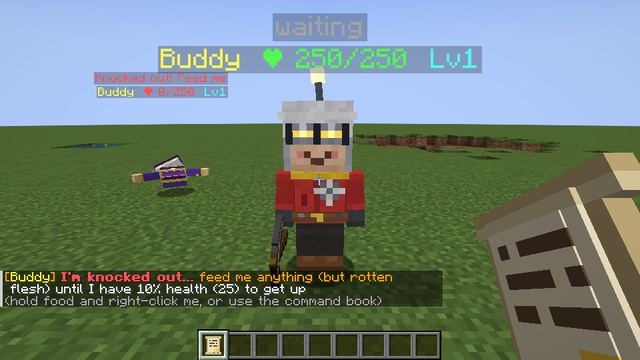 waiting
Buddy ♥ 250/250 Lv1
Knocked out! Feed me
Buddy ♥ 0/250 Lv1
[Buddy] I'm knocked out... feed me anything (but rotten
flesh) until I have 10% health (25) to get up
(hold food and right-click me, or use the command book)